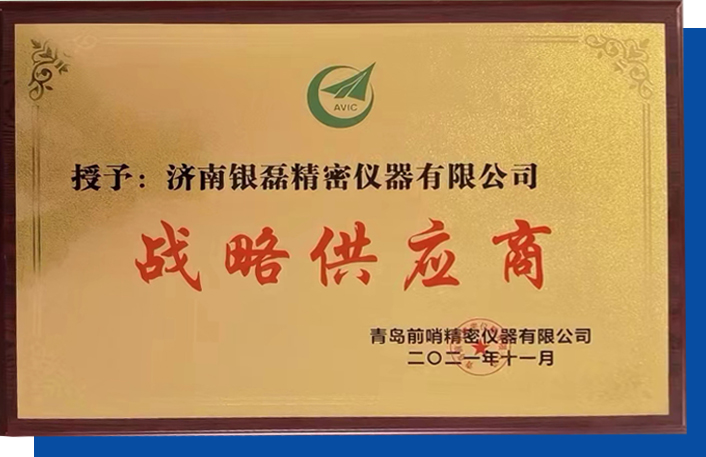 AVIC
授予：济南银磊精密仪器有限公司
战略供应商
青岛前哨精密仪器有限公司
二〇二一年十一月